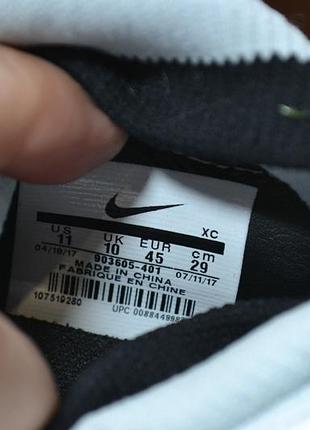 XC
US UK EUR cm
11 10 45 29
04/10/17 903605-401 07/11/17
MADE IN CHINA
FABRIQUE EN CHINE
107519280
UPC